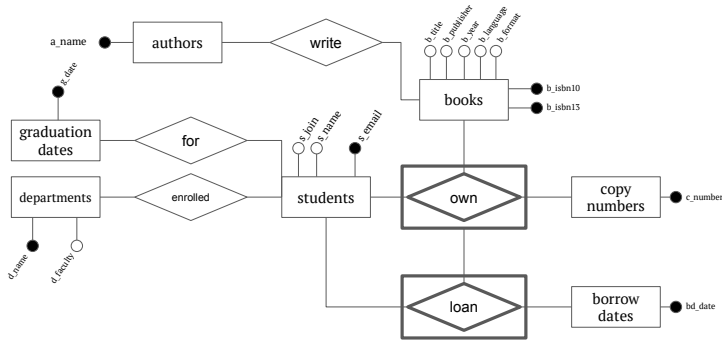 a_name
authors
write
b_title
b_publisher
b_year
b_language
b_format
books
b_isbn10
b_isbn13
g_date
graduation
dates
for
s_join
s_name
s_email
departments
enrolled
students
own
copy
numbers
c_number
d_name
d_faculty
loan
borrow
dates
bd_date